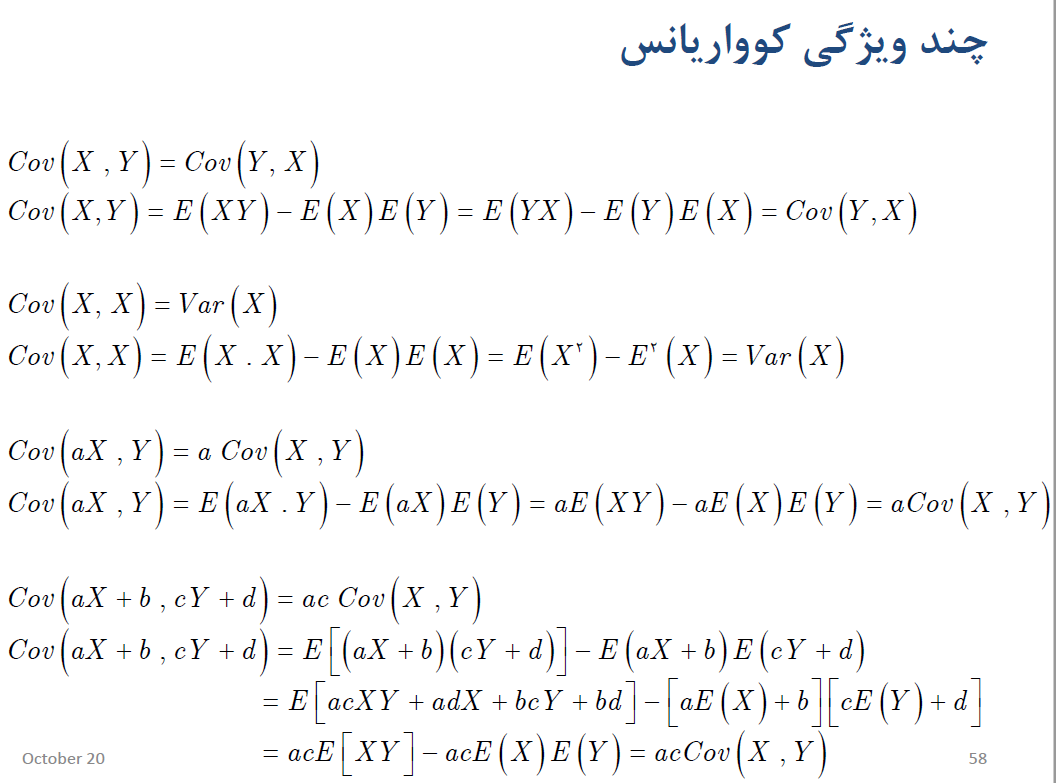 چند ویژگی کوواریانس
Cov(X , Y) = Cov(Y, X)
Cov(X,Y) = E(XY) − E(X)E(Y) = E(YX) − E(Y)E(X) = Cov(Y,X)
Cov(X, X) = Var(X)
Cov(X,X) = E(X . X) − E(X)E(X) = E(X^۲) − E^۲(X) = Var(X)
Cov(aX , Y) = a Cov(X , Y)
Cov(aX , Y) = E(aX . Y) − E(aX)E(Y) = aE(XY) − aE(X)E(Y) = aCov(X , Y)
Cov(aX + b , cY + d) = ac Cov(X , Y)
Cov(aX + b , cY + d) = E[(aX + b)(cY + d)] − E(aX + b)E(cY + d)
= E[acXY + adX + bcY + bd] − [aE(X) + b][cE(Y) + d]
= acE[XY] − acE(X)E(Y) = acCov(X , Y)
October 20
58